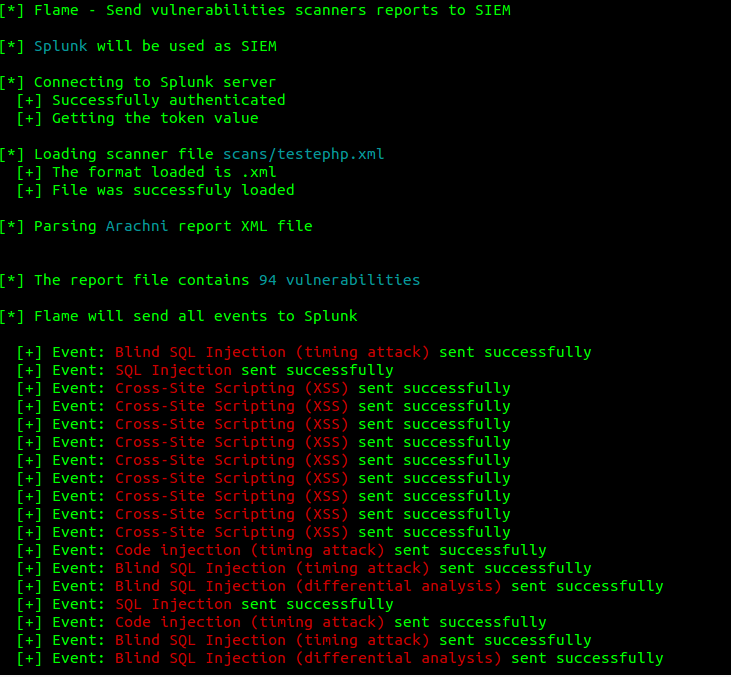 [*] Flame - Send vulnerabilities scanners reports to SIEM
[*] Splunk will be used as SIEM
[*] Connecting to Splunk server
[+] Successfully authenticated
[+] Getting the token value
[*] Loading scanner file scans/testephp.xml
[+] The format loaded is .xml
[+] File was successfuly loaded
[*] Parsing Arachni report XML file
[*] The report file contains 94 vulnerabilities
[*] Flame will send all events to Splunk
[+] Event: Blind SQL Injection (timing attack) sent successfully
[+] Event: SQL Injection sent successfully
[+] Event: Cross-Site Scripting (XSS) sent successfully
[+] Event: Cross-Site Scripting (XSS) sent successfully
[+] Event: Cross-Site Scripting (XSS) sent successfully
[+] Event: Cross-Site Scripting (XSS) sent successfully
[+] Event: Cross-Site Scripting (XSS) sent successfully
[+] Event: Cross-Site Scripting (XSS) sent successfully
[+] Event: Cross-Site Scripting (XSS) sent successfully
[+] Event: Cross-Site Scripting (XSS) sent successfully
[+] Event: Cross-Site Scripting (XSS) sent successfully
[+] Event: Code injection (timing attack) sent successfully
[+] Event: Blind SQL Injection (timing attack) sent successfully
[+] Event: Blind SQL Injection (differential analysis) sent successfully
[+] Event: SQL Injection sent successfully
[+] Event: Code injection (timing attack) sent successfully
[+] Event: Blind SQL Injection (timing attack) sent successfully
[+] Event: Blind SQL Injection (differential analysis) sent successfully